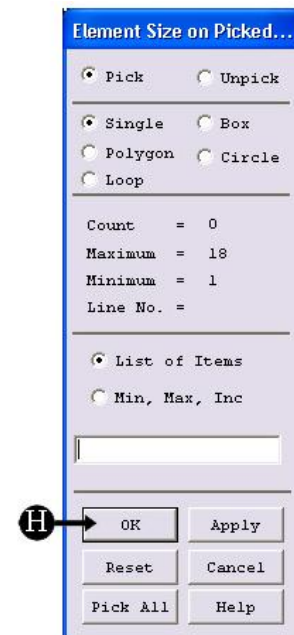 Element Size on Picked...
Pick Unpick
Single Box
Polygon Circle
Loop
Count = 0
Maximum = 18
Minimum = 1
Line No. =
List of Items
Min, Max, Inc
H OK Apply
Reset Cancel
Pick All Help